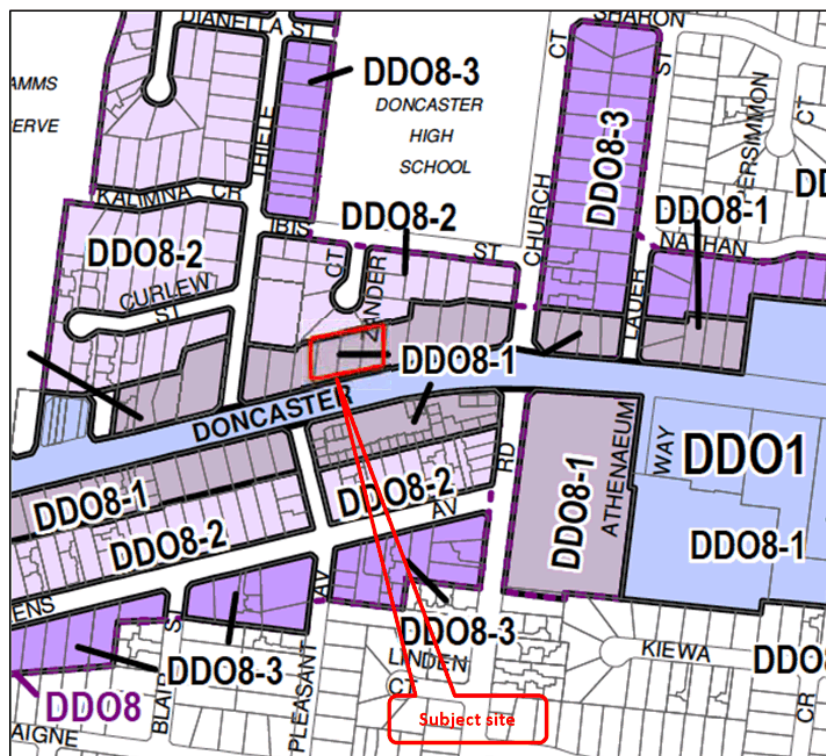 DIANELLA ST
SHARON
CT
ST
DDO8-3
AMMS
ERVE
DONCASTER
HIGH
SCHOOL
THIELE
DDO8-3
PERSIMMON
CT
DD
KALIMNA CR
DDO8-2
DDO8-1
IBIS
CT
ST
CHURCH
NATHAN
DDO8-2
CURLEW
ST
ZANDER
LAUER
DDO8-1
DONCASTER
DDO8-1
ATHENAEUM
WAY
DDO1
DDO8-1
RD
DDO8-1
DDO8-2
AV
DDO8-2
ENS
ST
AV
DDO8-3
LINDEN
CT
KIEWA
DDO8
DDO8-3
DDO8
BLAIR
PLEASANT
CR
AIGNE
Subject site